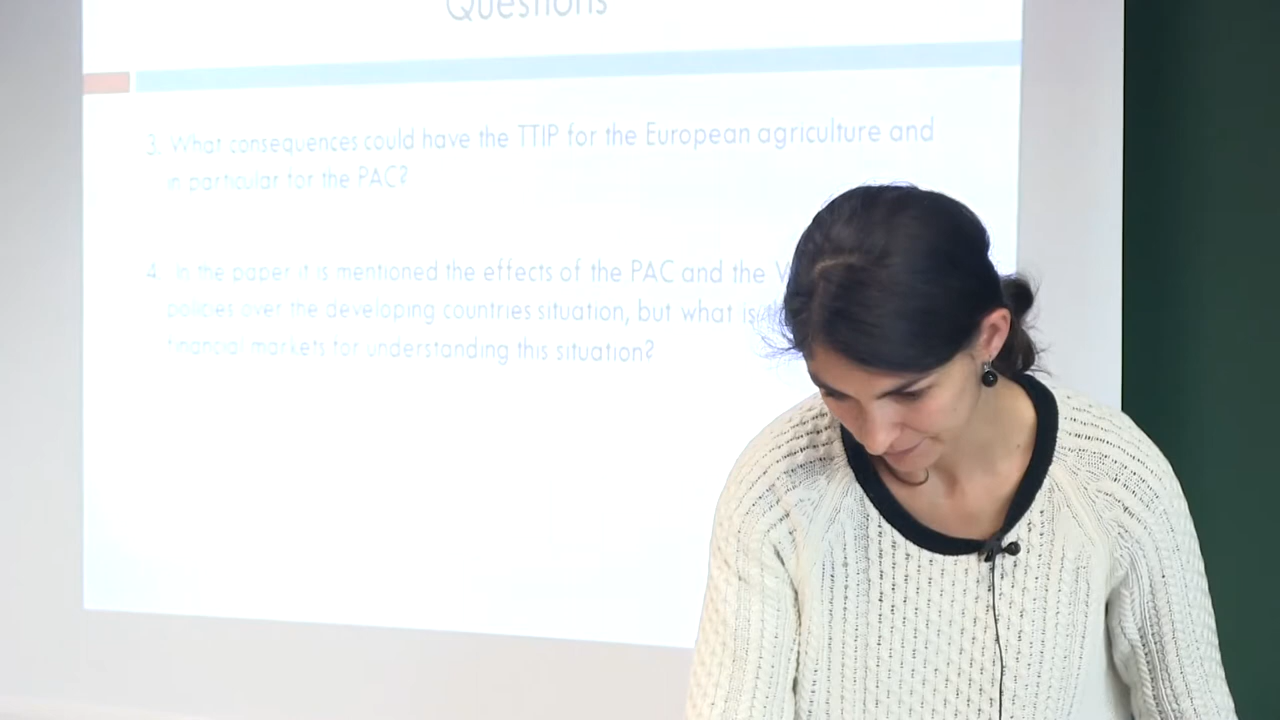 Questions
3. What consequences could have the TTIP for the European agriculture and
in particular for the PAC?
4. In the paper it is mentioned the effects of the PAC and the
policies over the developing countries situation, but what is
financial markets for understanding this situation?